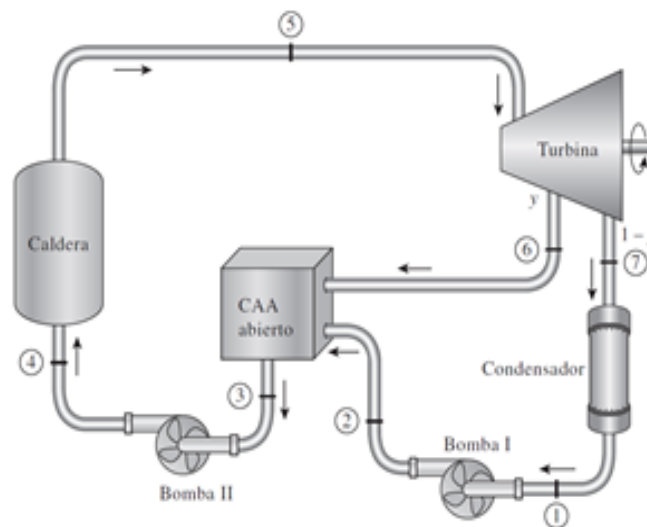 5
Turbina
y
1 –
6
7
Caldera
CAA
abierto
Condensador
4
3
2
Bomba I
Bomba II
1